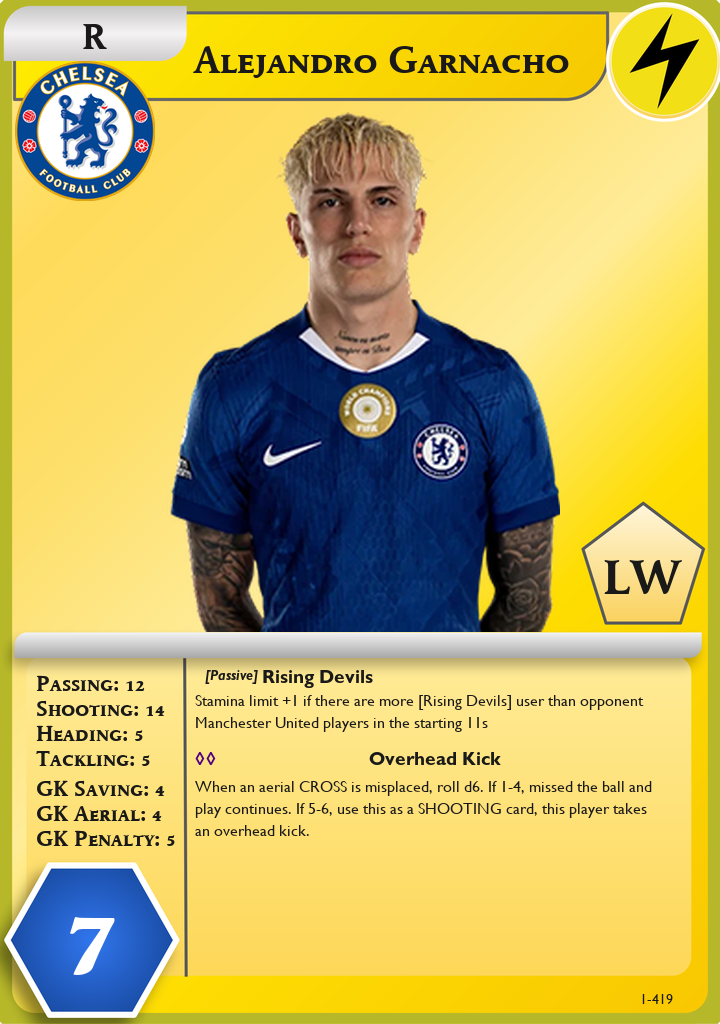 R
Alejandro Garnacho
CHELSEA
FOOTBALL CLUB
WORLD CHAMPIONS
FIFA
LW
Passing: 12
Shooting: 14
Heading: 5
Tackling: 5
GK Saving: 4
GK Aerial: 4
GK Penalty: 5
7
[Passive] Rising Devils
Stamina limit +1 if there are more [Rising Devils] user than opponent
Manchester United players in the starting 11s
Overhead Kick
When an aerial CROSS is misplaced, roll d6. If 1-4, missed the ball and
play continues. If 5-6, use this as a SHOOTING card, this player takes
an overhead kick.
1-419